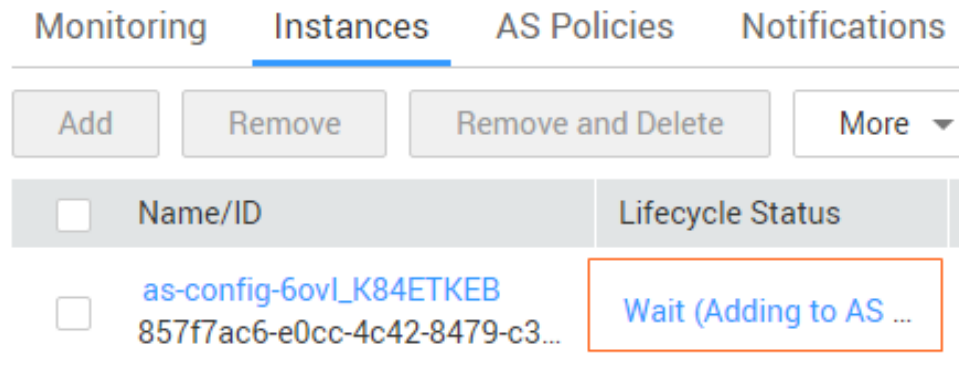 Monitoring Instances AS Policies Notifications
Add Remove Remove and Delete More
Name/ID Lifecycle Status
as-config-6ovl_K84ETKEB
857f7ac6-e0cc-4c42-8479-c3... Wait (Adding to AS ...